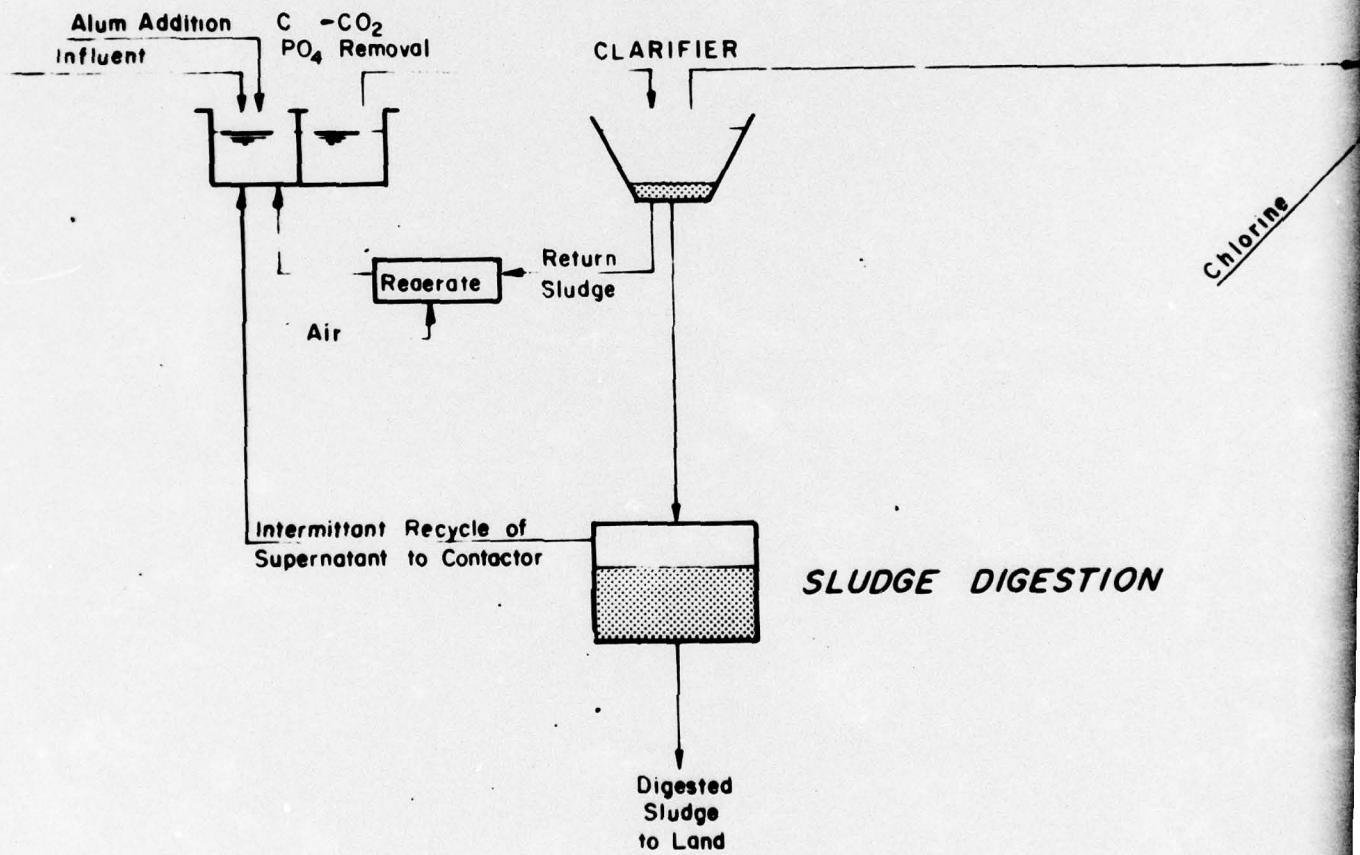 Alum Addition
Influent
C -CO2
PO4 Removal
CLARIFIER
Chlorine
Return
Sludge
Reaerate
Air
Intermittant Recycle of
Supernatant to Contactor
SLUDGE DIGESTION
Digested
Sludge
to Land